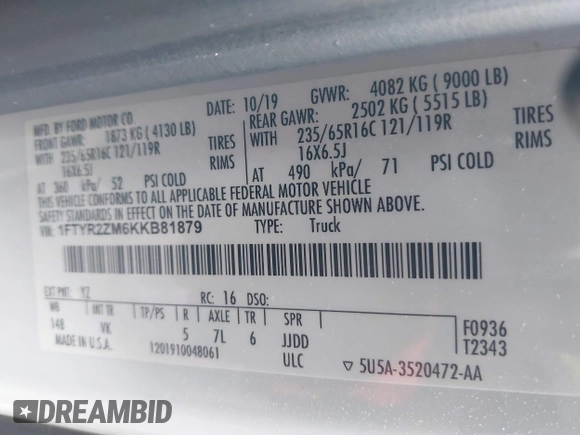 MFD. BY FORD MOTOR CO.
DATE: 10/19 GVWR: 4082 KG ( 9000 LB)
FRONT GAWR: 1873 KG ( 4130 LB) REAR GAWR: 2502 KG ( 5515 LB)
WITH 235/65R16C 121/119R TIRES WITH 235/65R16C 121/119R TIRES
16X6.5J RIMS 16X6.5J RIMS
AT 360 kPa/ 52 PSI COLD AT 490 kPa/ 71 PSI COLD
THIS VEHICLE CONFORMS TO ALL APPLICABLE FEDERAL MOTOR VEHICLE
SAFETY STANDARDS IN EFFECT ON THE DATE OF MANUFACTURE SHOWN ABOVE.
VIN: 1FTYR2ZM6KKB81879 TYPE: Truck
EXT PNT: YZ RC: 16 DSO:
WB INT TR TP/PS R AXLE TR SPR F0936
148 VK 5 7L 6 JJDD T2343
MADE IN U.S.A. 1201910048061 ULC ▽ 5U5A-3520472-AA
DREAMBID